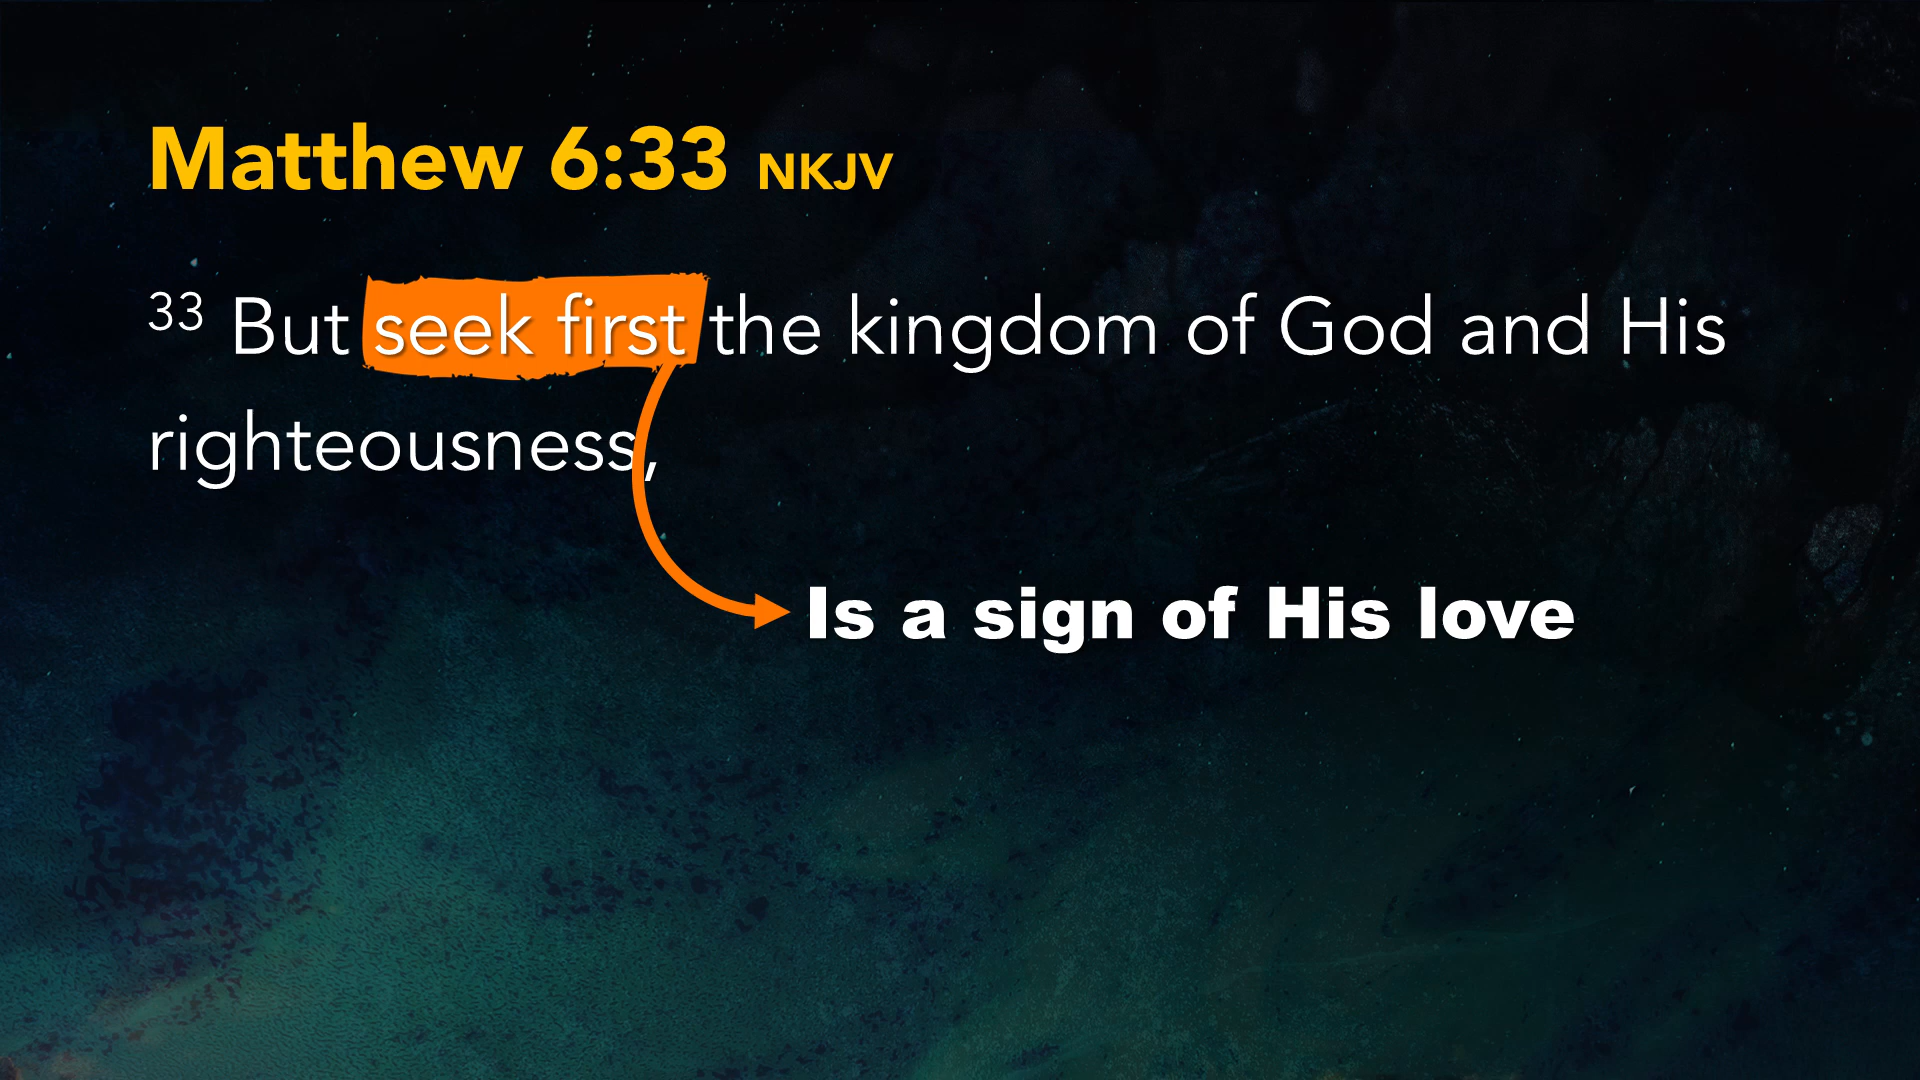 Matthew 6:33 NKJV
33 But seek first the kingdom of God and His
righteousness,
Is a sign of His love